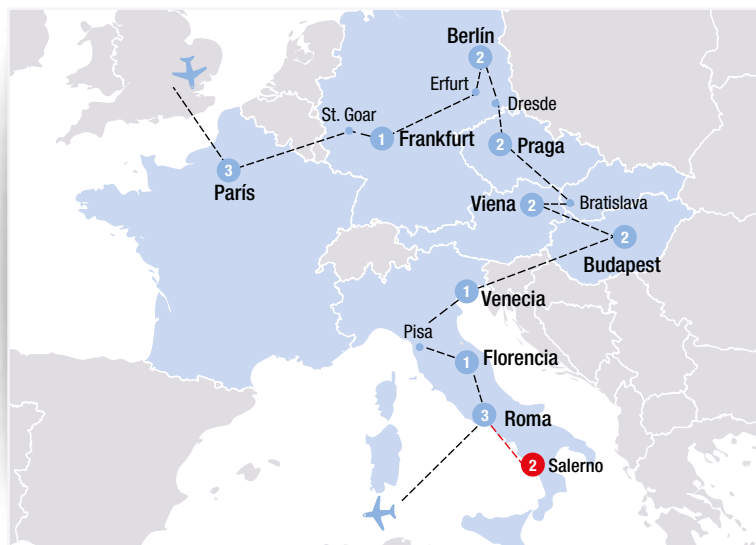 Berlín
2
Erfurt
Dresde
St. Goar
1
Frankfurt
2
Praga
3
París
Viena
2
Bratislava
2
Budapest
1
Venecia
Pisa
1
Florencia
3
Roma
2
Salerno